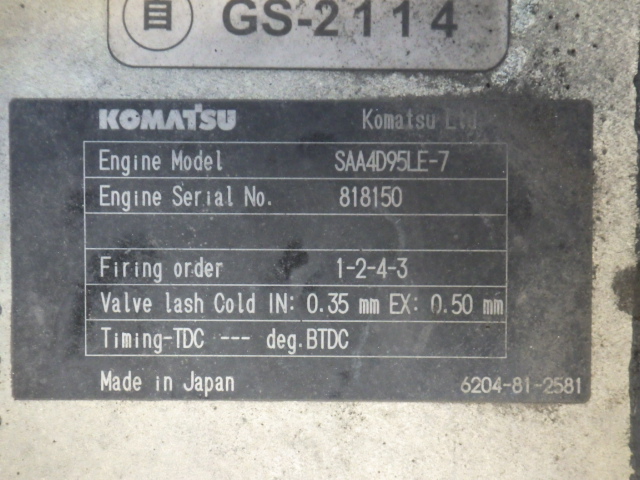 自 GS-2114
KOMATSU Komatsu Ltd
Engine Model SAA4D95LE-7
Engine Serial No. 818150
Firing order 1-2-4-3
Valve lash Cold IN: 0.35 mm EX: 0.50 mm
Timing-TDC --- deg.BTDC
Made in Japan 6204-81-2581